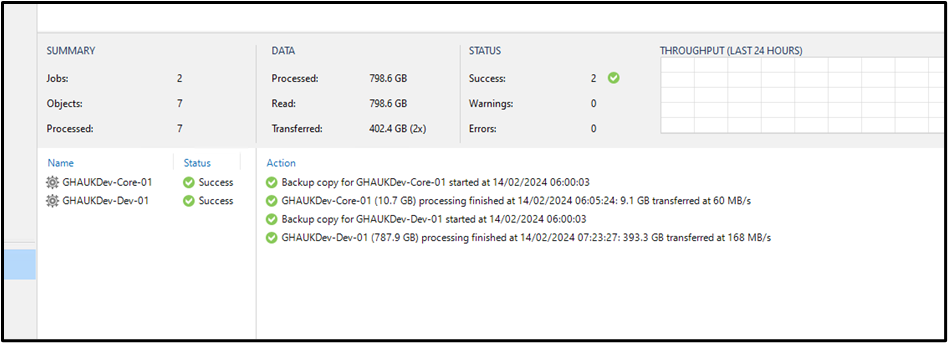 SUMMARY
Jobs: 2
Objects: 7
Processed: 7
DATA
Processed: 798.6 GB
Read: 798.6 GB
Transferred: 402.4 GB (2x)
STATUS
Success: 2
Warnings: 0
Errors: 0
THROUGHPUT (LAST 24 HOURS)
Name Status
GHAUKDev-Core-01 Success
GHAUKDev-Dev-01 Success
Action
Backup copy for GHAUKDev-Core-01 started at 14/02/2024 06:00:03
GHAUKDev-Core-01 (10.7 GB) processing finished at 14/02/2024 06:05:24: 9.1 GB transferred at 60 MB/s
Backup copy for GHAUKDev-Dev-01 started at 14/02/2024 06:00:03
GHAUKDev-Dev-01 (787.9 GB) processing finished at 14/02/2024 07:23:27: 393.3 GB transferred at 168 MB/s